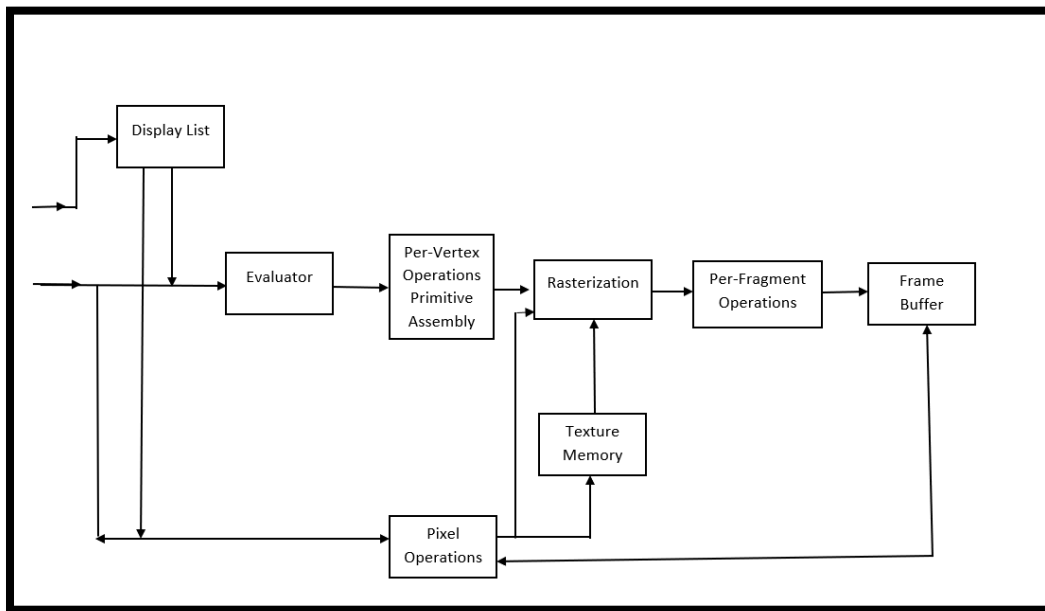 Display List
Evaluator
Per-Vertex
Operations
Primitive
Assembly
Rasterization
Per-Fragment
Operations
Frame
Buffer
Texture
Memory
Pixel
Operations